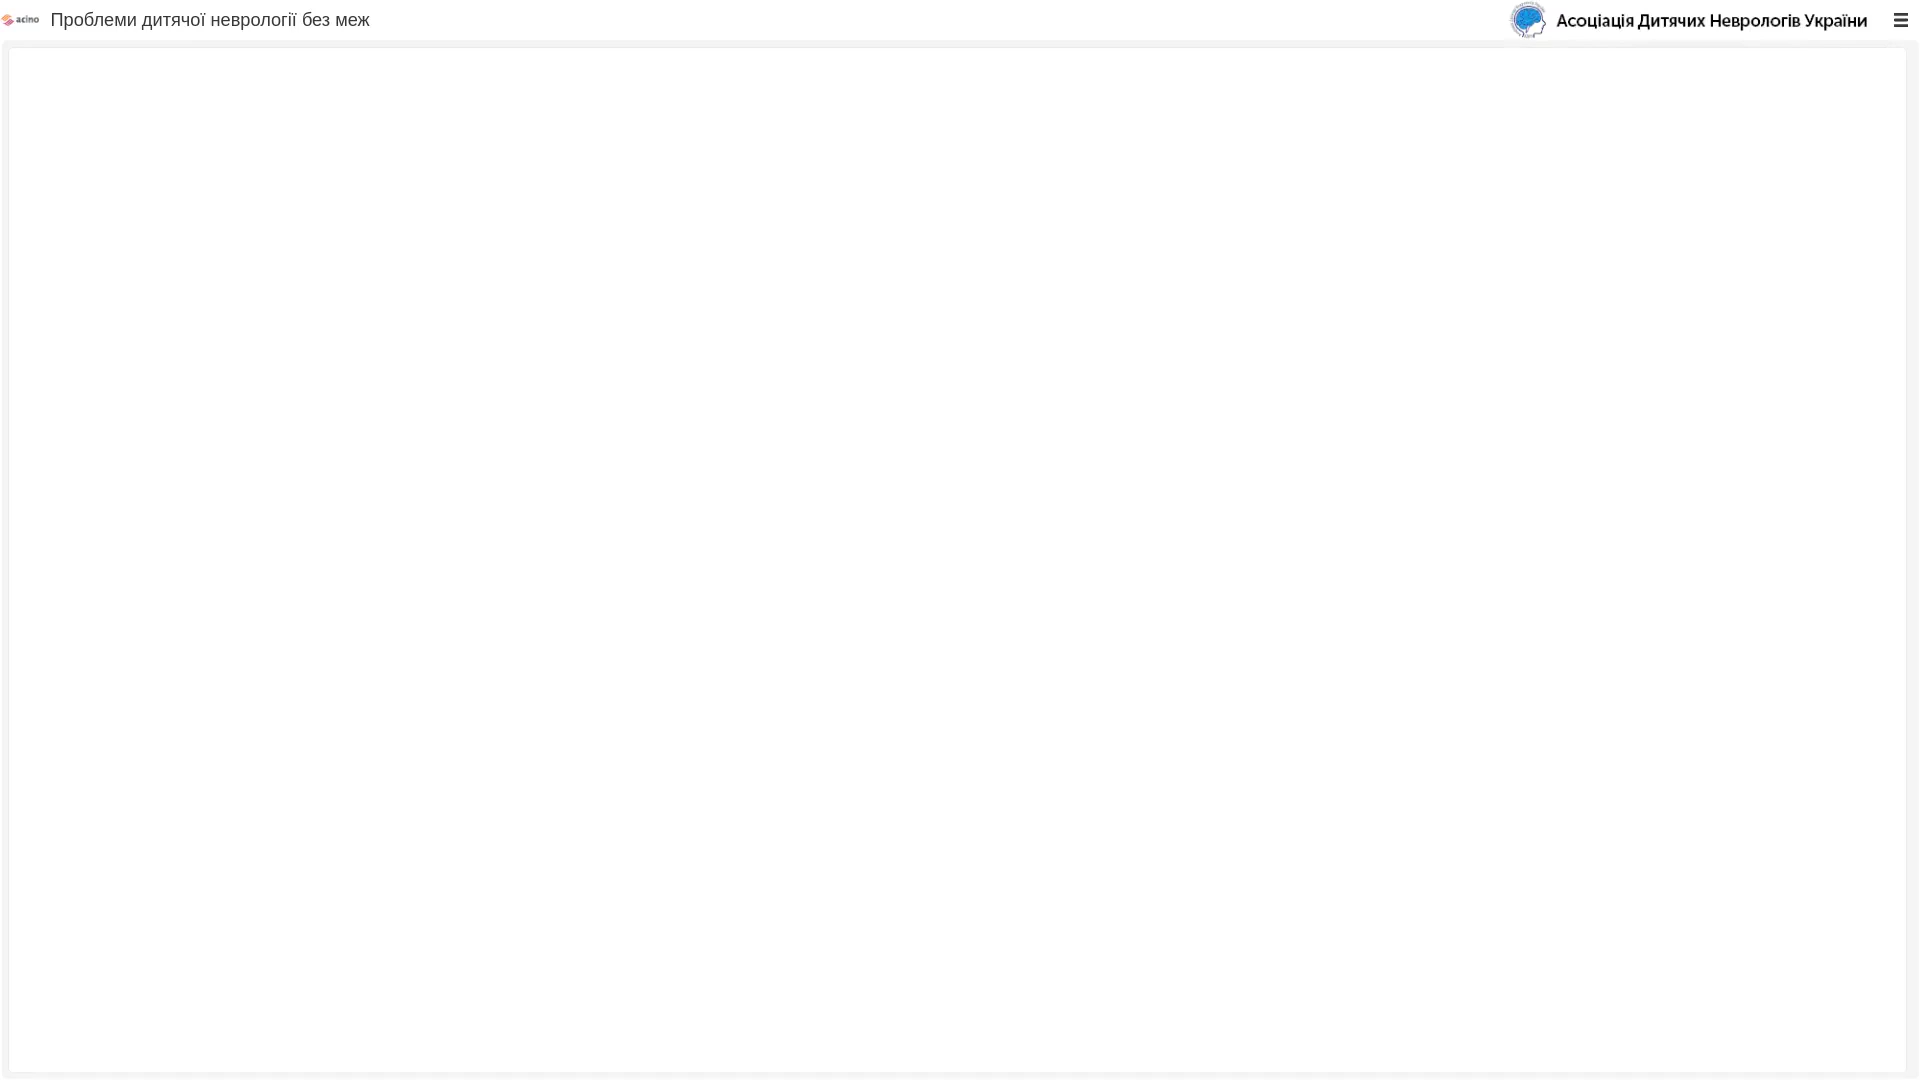 acino
Проблеми дитячої неврології без меж
Асоціація Дитячих Неврологів України